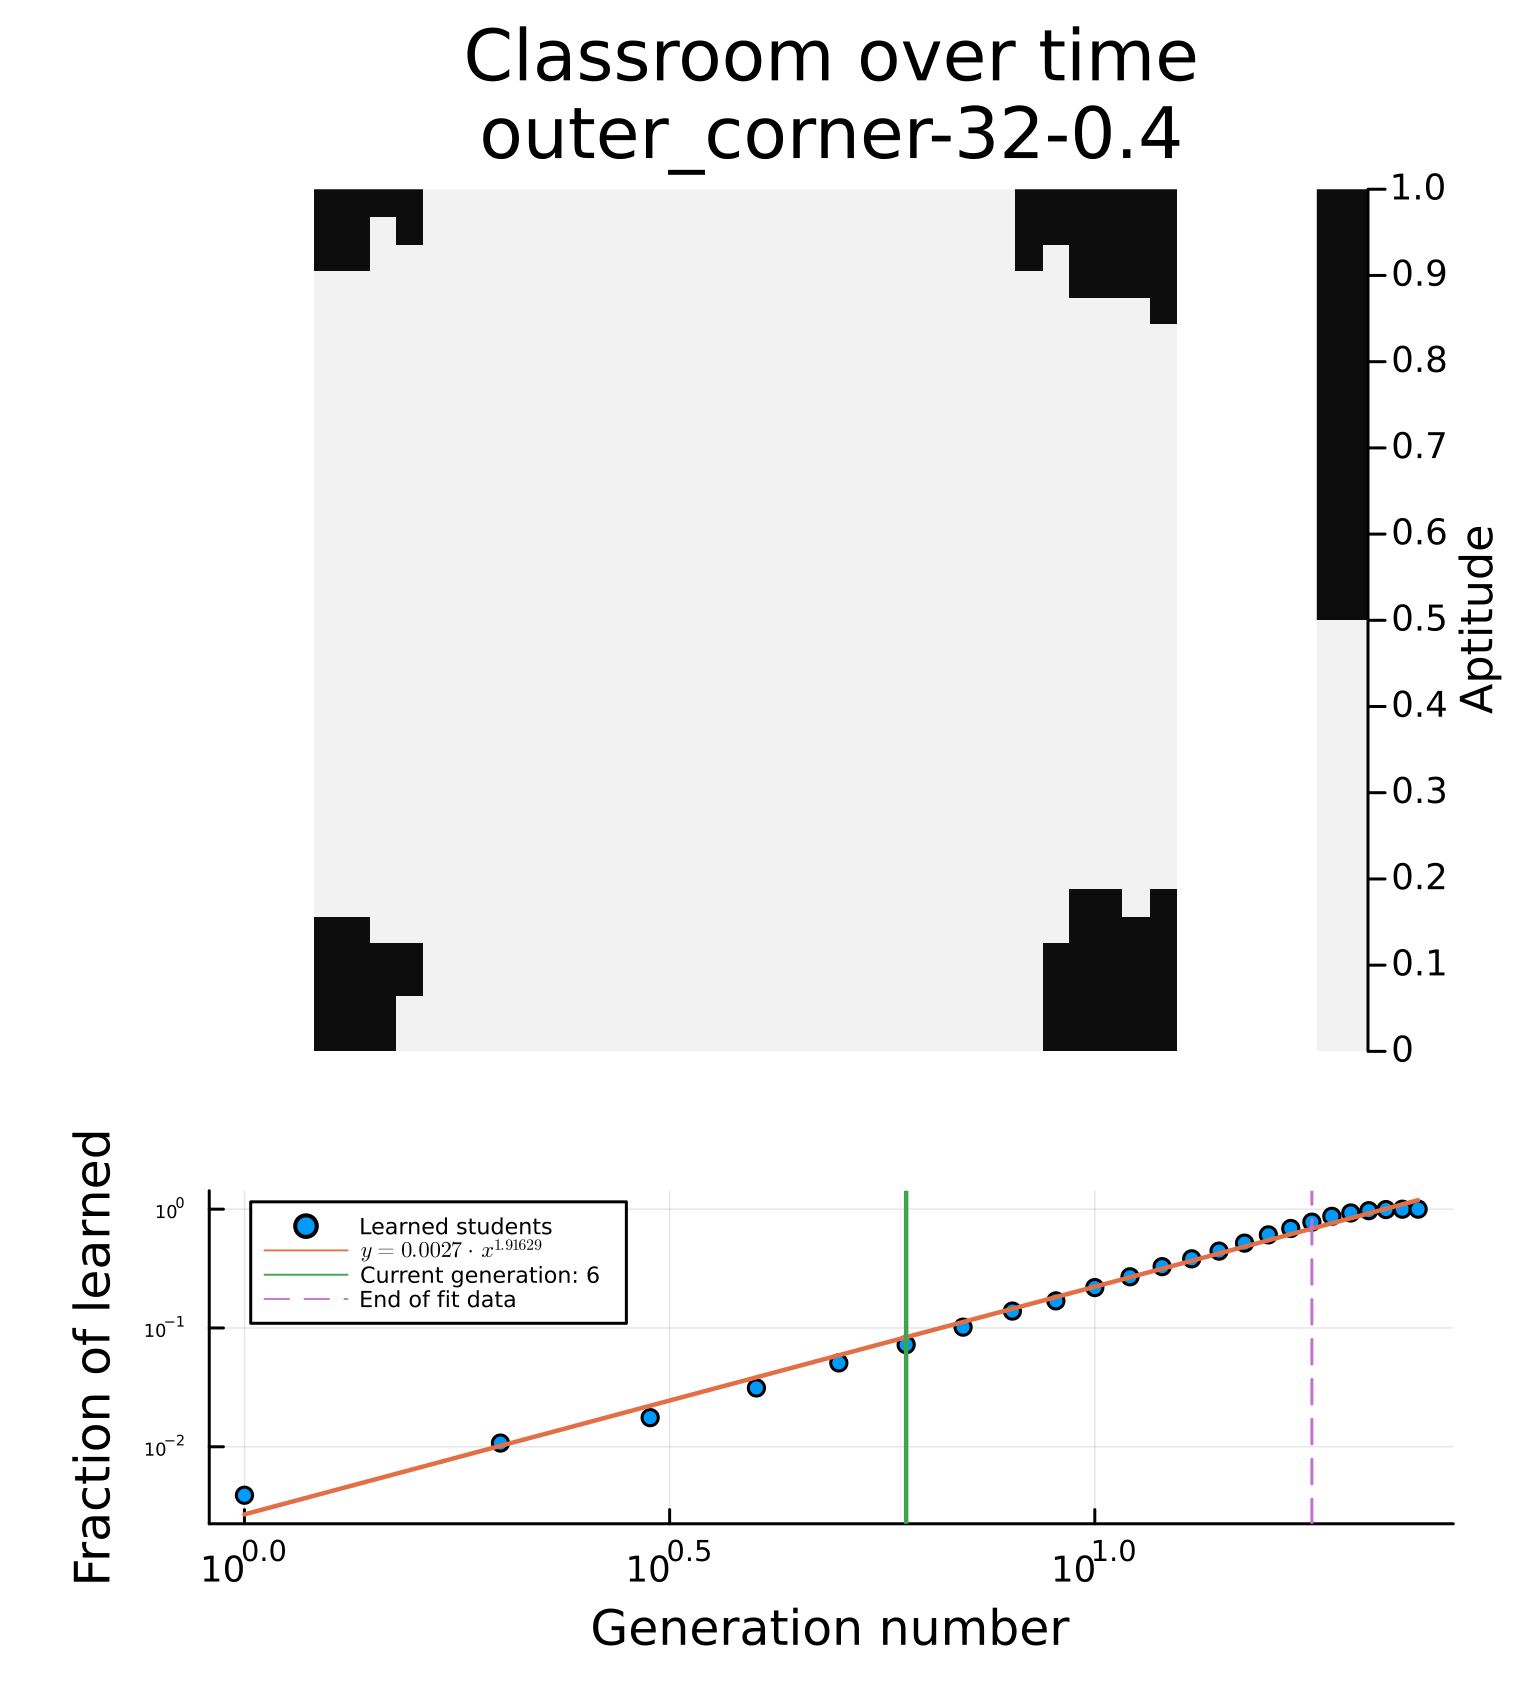 Classroom over time
outer_corner-32-0.4
1.0
0.9
0.8
0.7
0.6
0.5
0.4
0.3
0.2
0.1
0
Aptitude
Fraction of learned
10^0
10^-1
10^-2
Learned students
y = 0.0027 · x^1.91629
Current generation: 6
End of fit data
10^0.0
10^0.5
10^1.0
Generation number